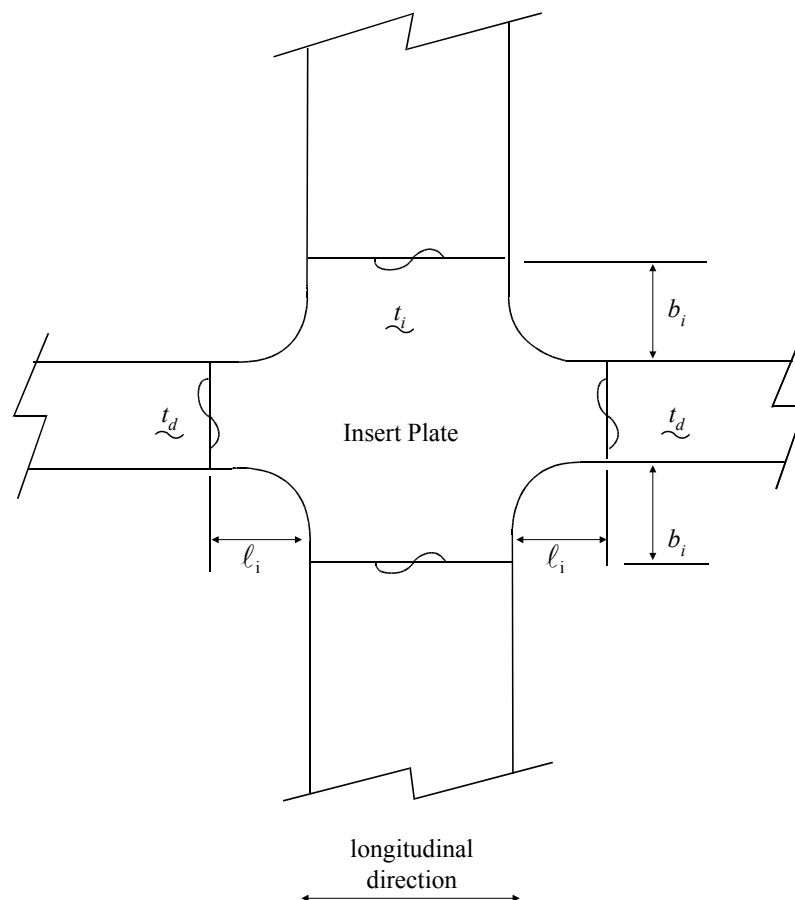 t_i
b_i
t_d
t_d
Insert Plate
b_i
ℓ_i
ℓ_i
longitudinal
direction